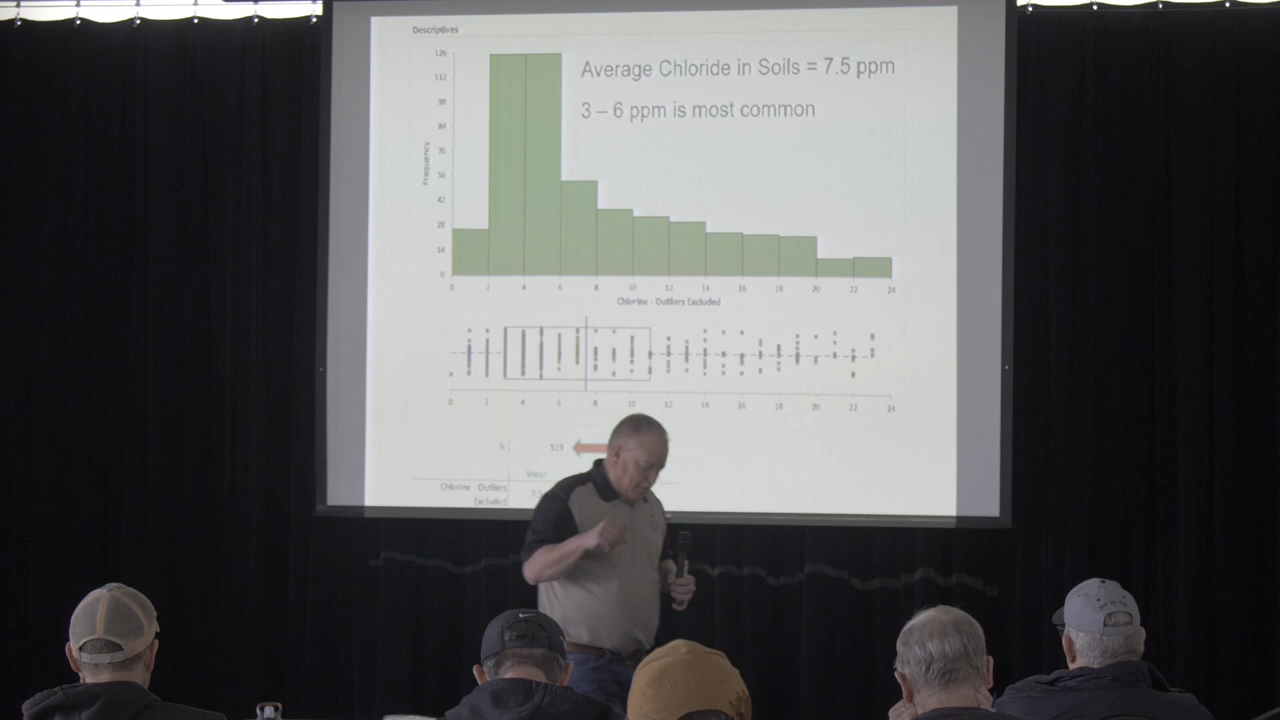 Descriptives
Average Chloride in Soils = 7.5 ppm
3 – 6 ppm is most common
Frequency
126
112
98
84
70
56
42
28
14
0
0 2 4 6 8 10 12 14 16 18 20 22 24
Chlorine - Outliers Excluded
0 2 4 6 8 10 12 14 16 18 20 22 24
N 515
Mean
Chlorine - Outliers
Excluded
7.5